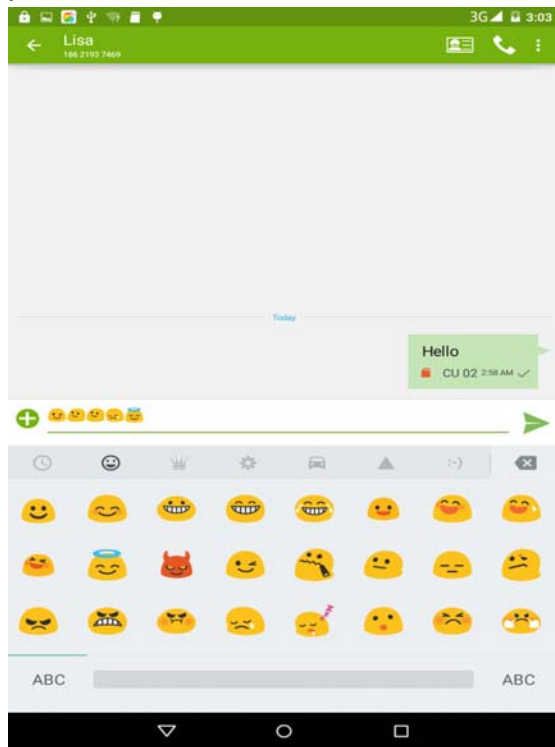 3G 3:03
Lisa
186 2193 7469
Today
Hello
CU 02 2:58 AM
:-)
ABC ABC